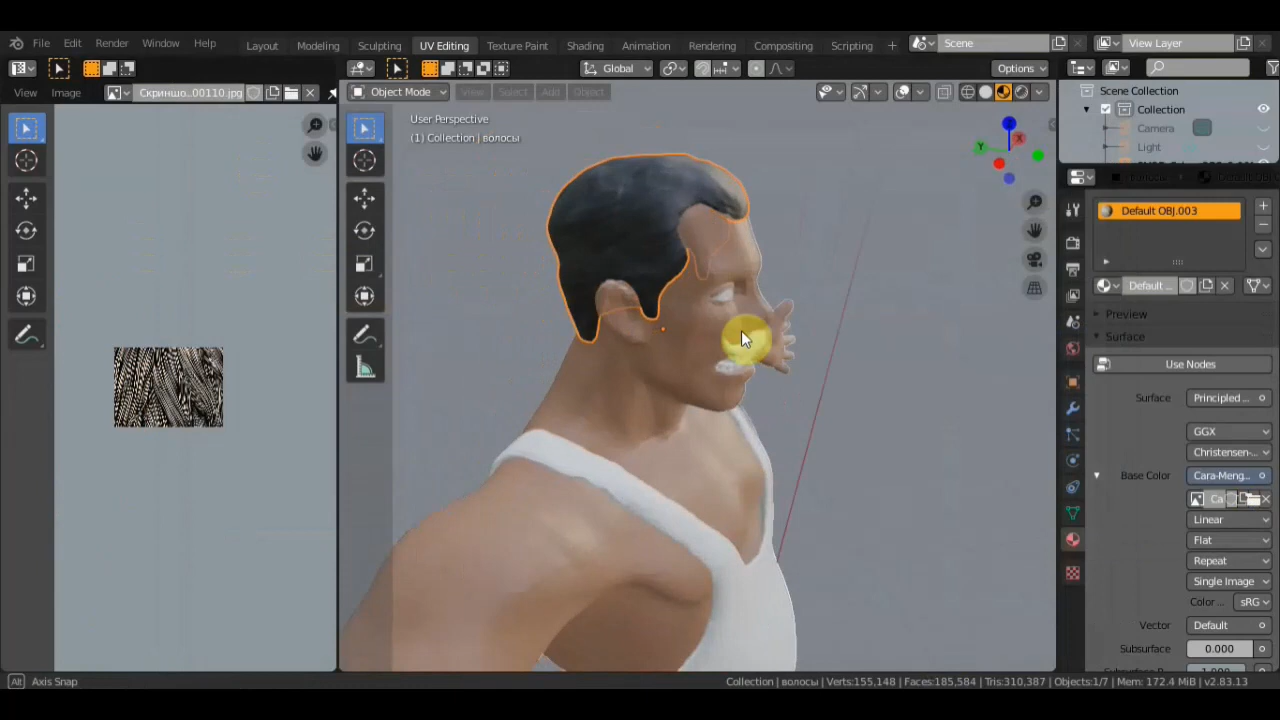 File Edit Render Window Help Layout Modeling Sculpting UV Editing Texture Paint Shading Animation Rendering Compositing Scripting + Scene View Layer
Global Options
View Image Скриншо...00110.jpg Object Mode View Select Add Object
Scene Collection
Collection
Camera
Light
User Perspective
(1) Collection | волосы
Default OBJ.003
Default ...
Preview
Surface
Use Nodes
Surface Principled ...
GGX
Christensen-...
Base Color Cara-Meng...
Ca
Linear
Flat
Repeat
Single Image
Color ... sRG
Vector Default
Subsurface 0.000
Alt Axis Snap
Collection | волосы | Verts:155,148 | Faces:185,584 | Tris:310,387 | Objects:1/7 | Mem: 172.4 MiB | v2.83.13